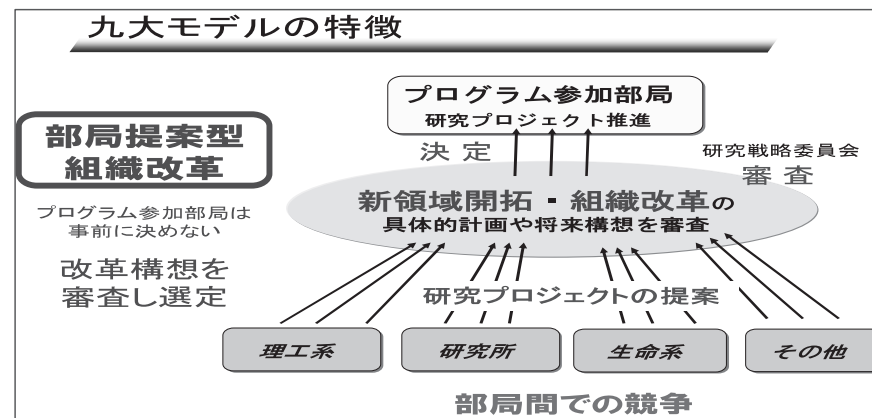 九大モデルの特徴
プログラム参加部局
研究プロジェクト推進
部局提案型
組織改革
決定
研究戦略委員会
審査
新領域開拓・組織改革の
具体的計画や将来構想を審査
プログラム参加部局は
事前に決めない
改革構想を
審査し選定
研究プロジェクトの提案
理工系
研究所
生命系
その他
部局間での競争